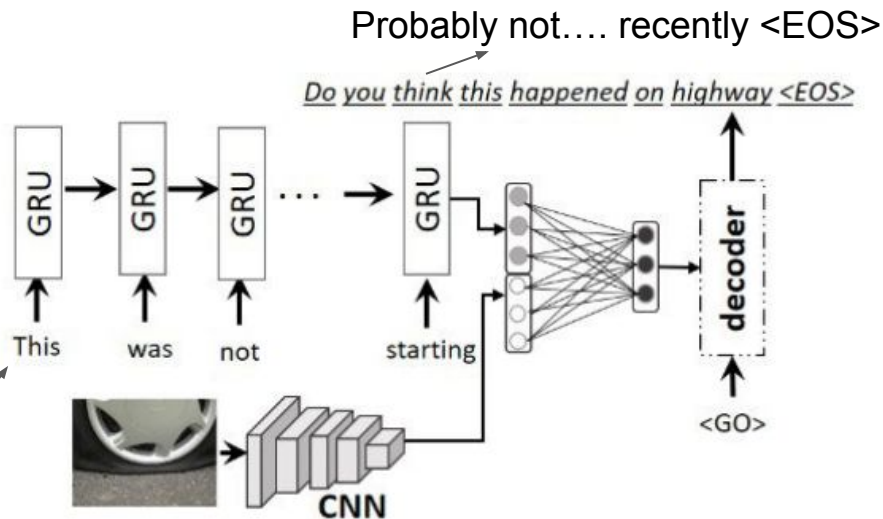 Probably not…. recently <EOS>
Do you think this happened on highway <EOS>
GRU GRU GRU ... GRU
decoder
This was not starting
<GO>
CNN